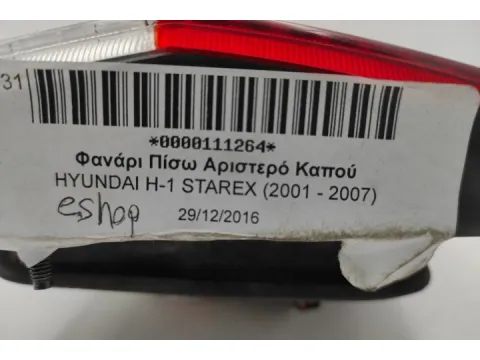 31
*0000111264*
Φανάρι Πίσω Αριστερό Καπού
HYUNDAI H-1 STAREX (2001 - 2007)
eshop 29/12/2016